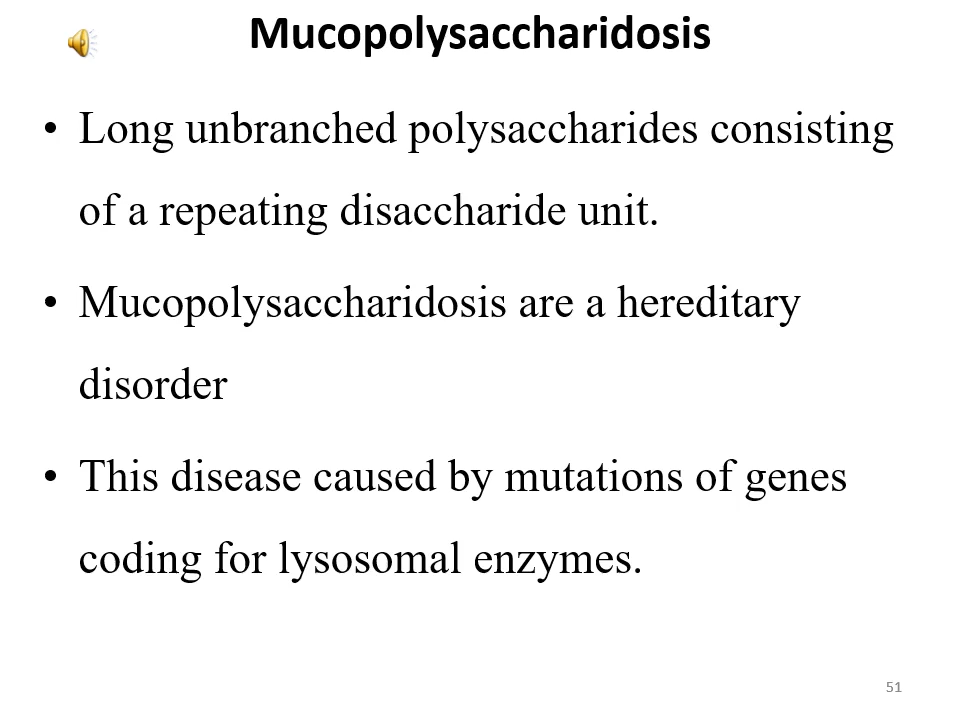 Mucopolysaccharidosis
• Long unbranched polysaccharides consisting
of a repeating disaccharide unit.
• Mucopolysaccharidosis are a hereditary
disorder
• This disease caused by mutations of genes
coding for lysosomal enzymes.
51